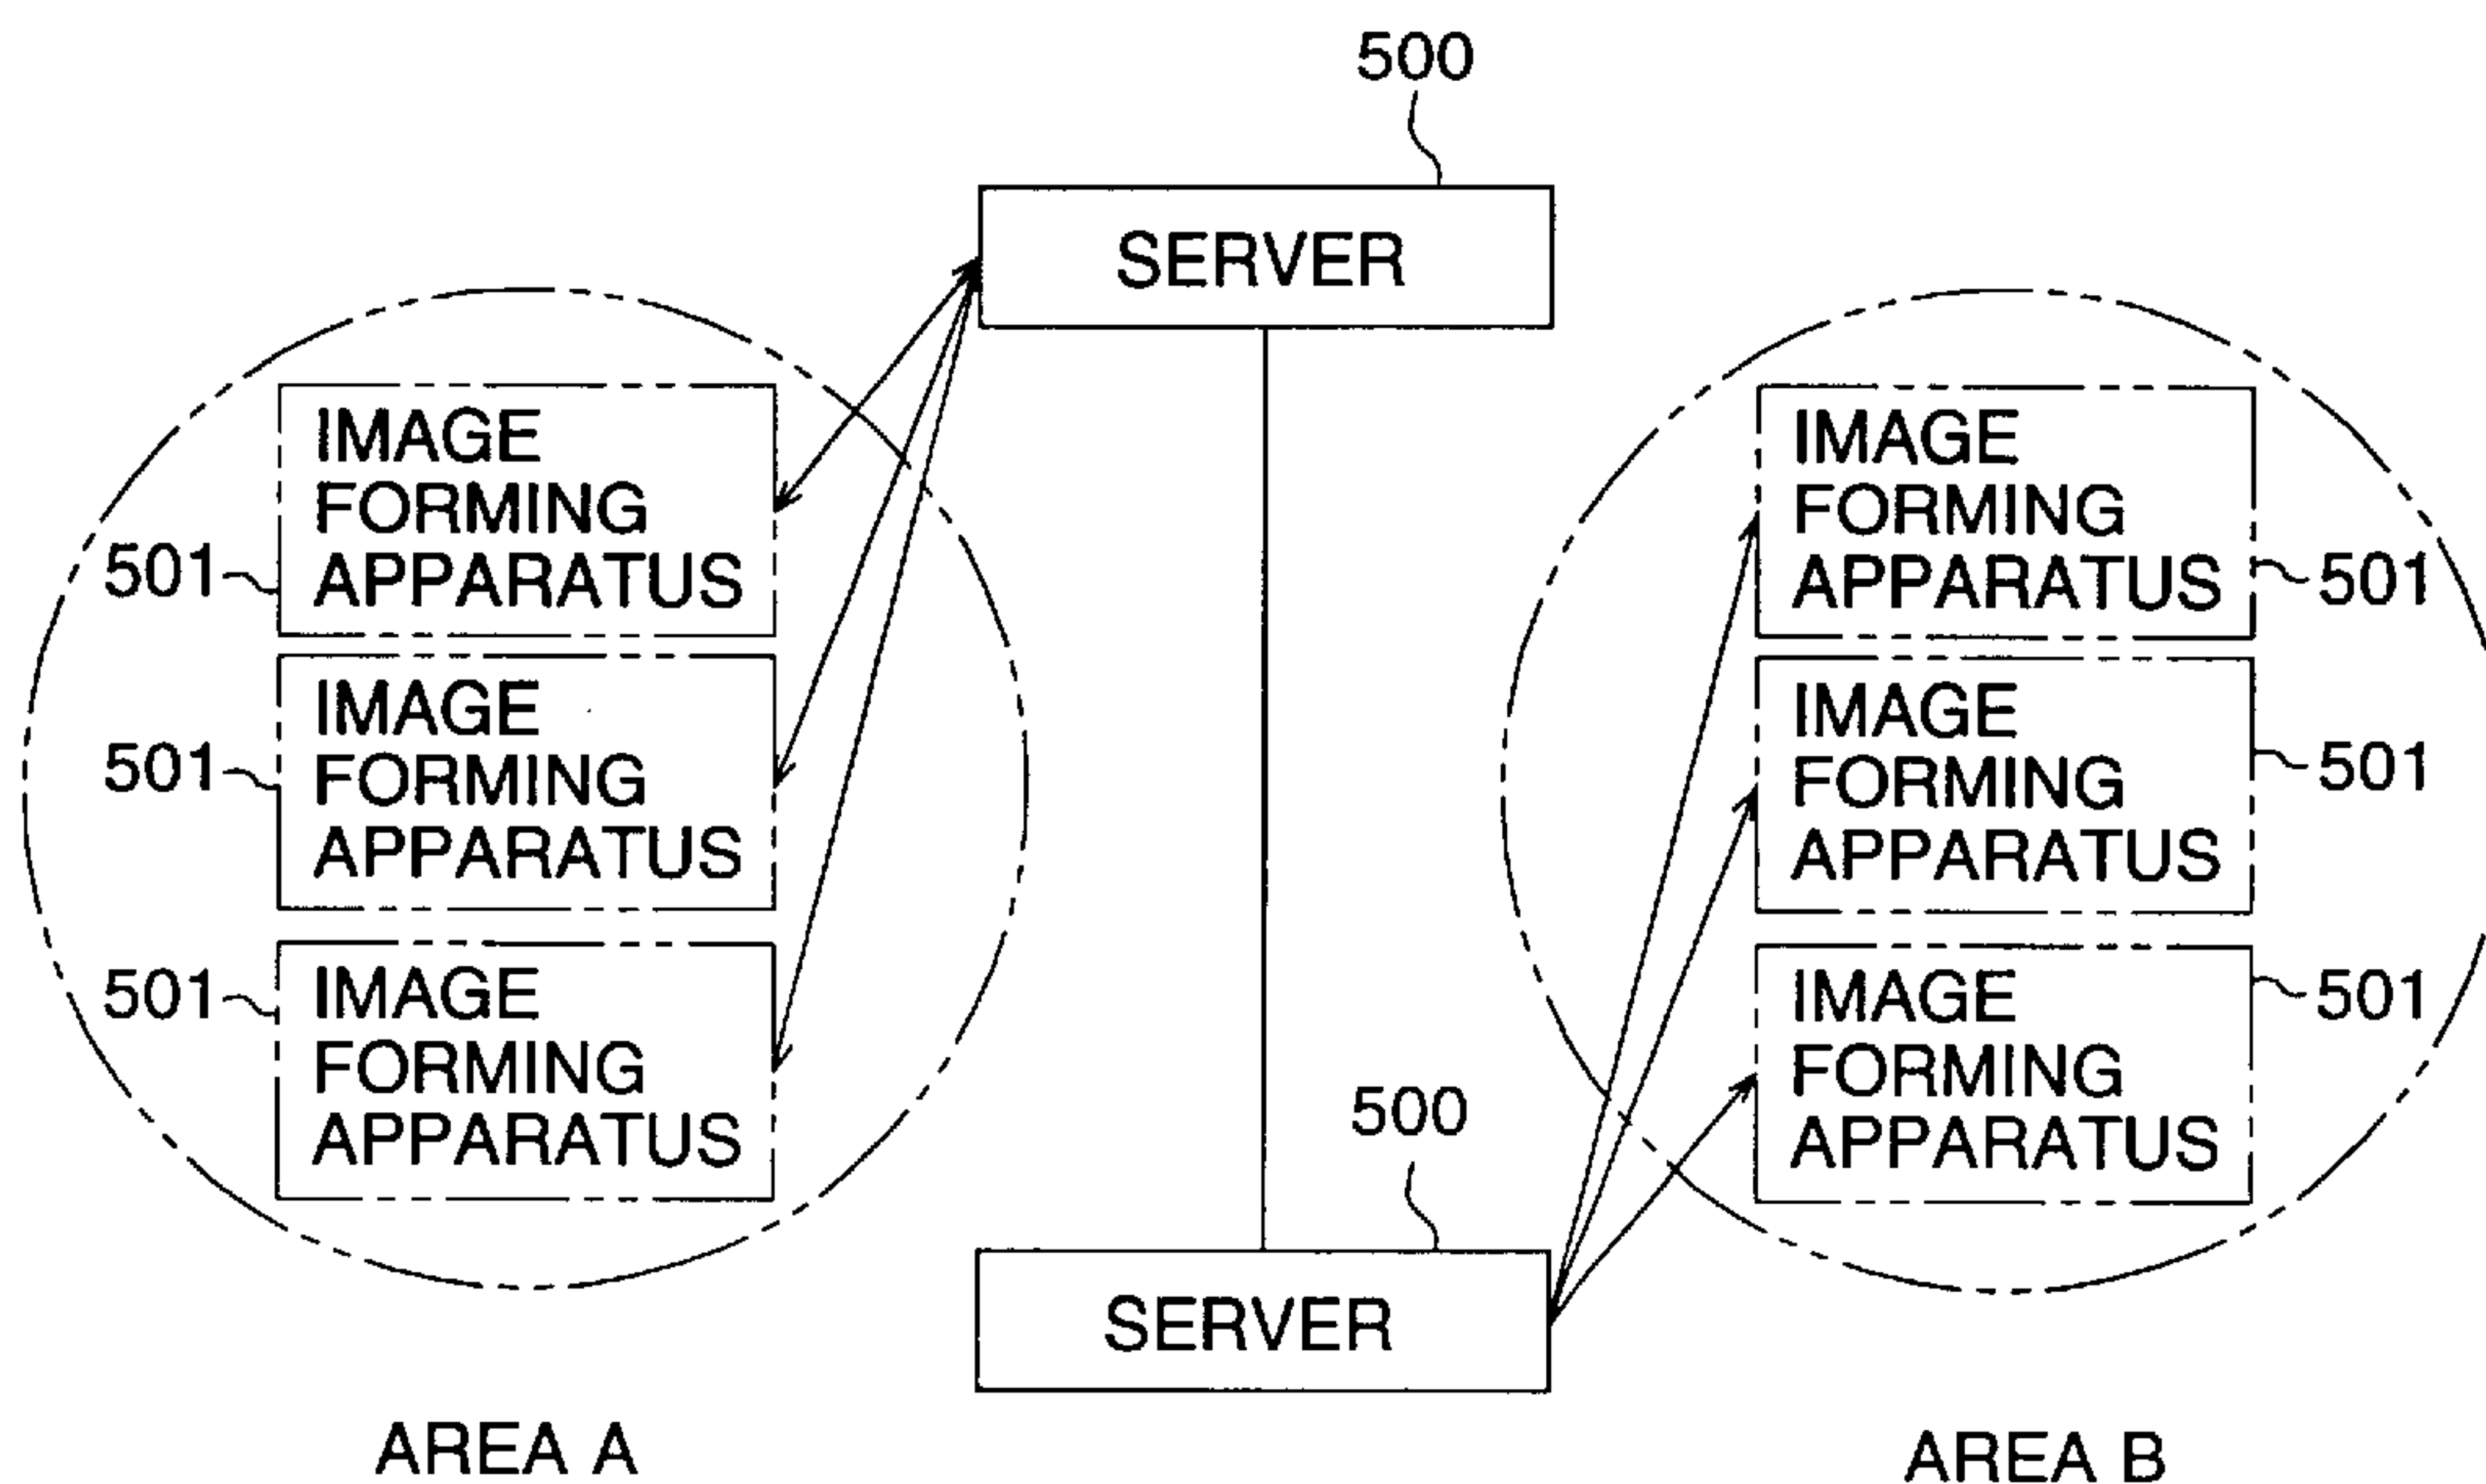 500
SERVER
IMAGE
FORMING
APPARATUS
501
IMAGE
FORMING
APPARATUS
501
IMAGE
FORMING
APPARATUS
501
AREA A
IMAGE
FORMING
APPARATUS
501
IMAGE
FORMING
APPARATUS
501
IMAGE
FORMING
APPARATUS
501
500
SERVER
AREA B